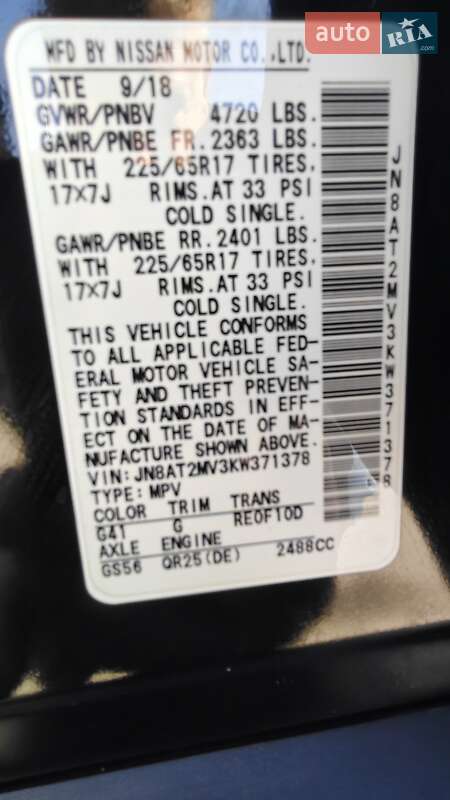 auto RIA .com
MFD BY NISSAN MOTOR CO.,LTD.
DATE 9/18
GVWR/PNBV 4720 LBS.
GAWR/PNBE FR.2363 LBS.
WITH 225/65R17 TIRES,
17X7J RIMS.AT 33 PSI
COLD SINGLE.
GAWR/PNBE RR.2401 LBS.
WITH 225/65R17 TIRES,
17X7J RIMS.AT 33 PSI
COLD SINGLE.
THIS VEHICLE CONFORMS
TO ALL APPLICABLE FED-
ERAL MOTOR VEHICLE SA-
FETY AND THEFT PREVEN-
TION STANDARDS IN EFF-
ECT ON THE DATE OF MA-
NUFACTURE SHOWN ABOVE.
VIN: JN8AT2MV3KW371378
TYPE: MPV
COLOR TRIM TRANS
G41 G RE0F10D
AXLE ENGINE
GS56 QR25(DE) 2488CC
JN8AT2MV3KW371378